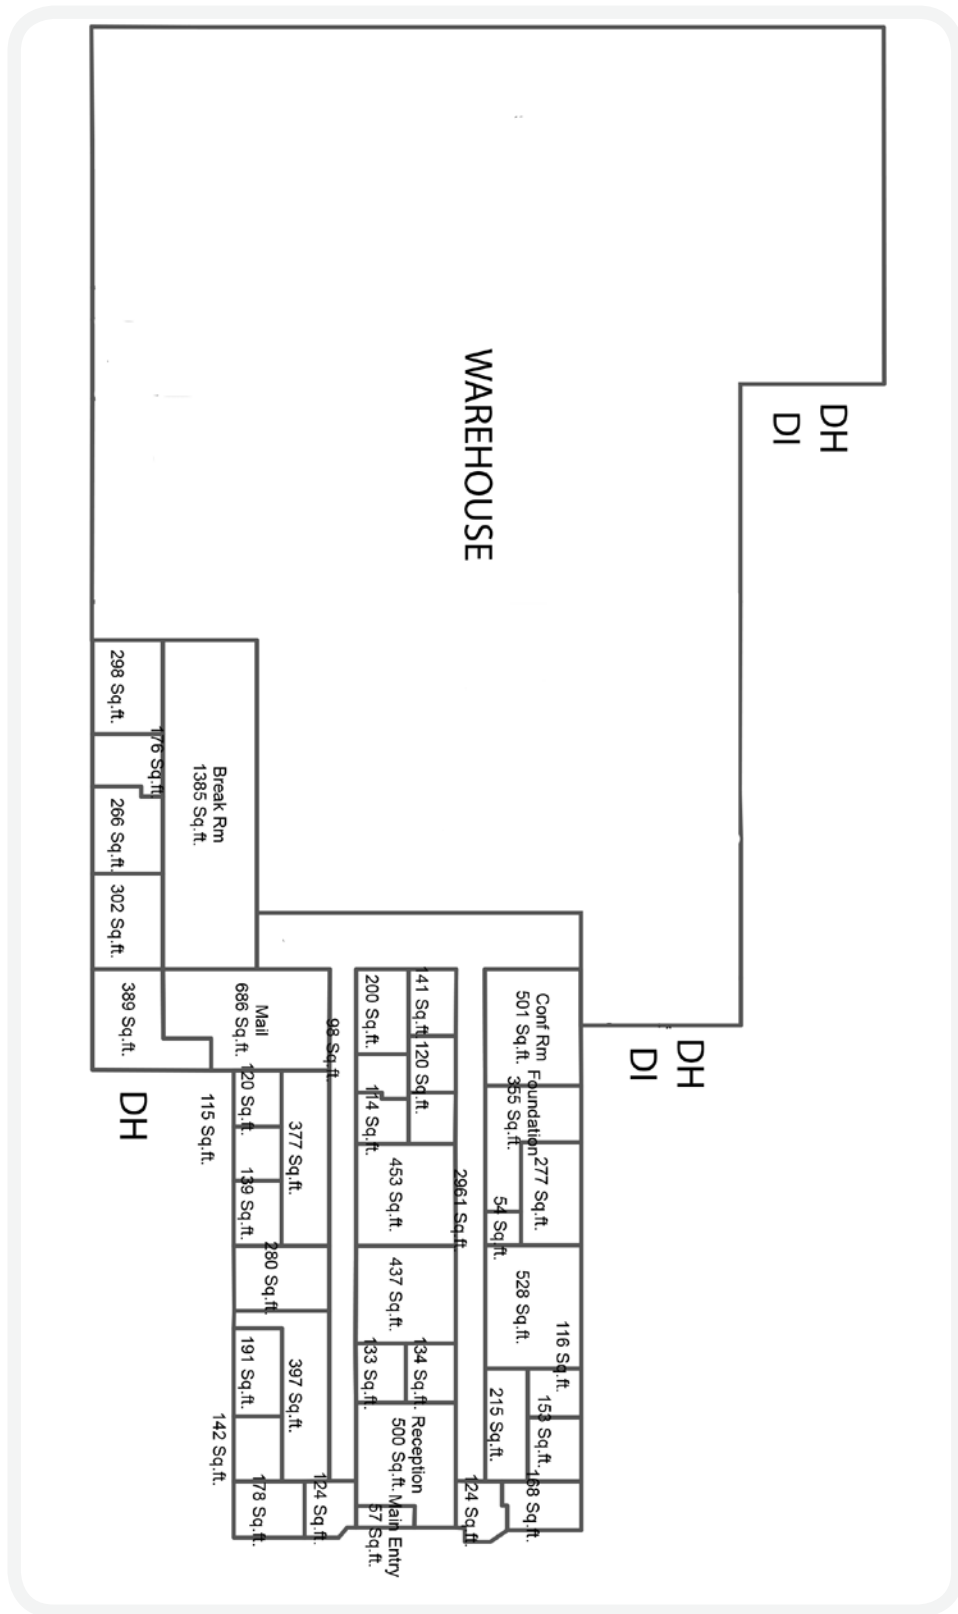 DH
DI
WAREHOUSE
298 Sq.ft.
176 Sq.ft.
Break Rm
1385 Sq.ft.
266 Sq.ft.
302 Sq.ft.
389 Sq.ft.
Mail
686 Sq.ft.
98 Sq.ft.
200 Sq.ft.
141 Sq.ft.
120 Sq.ft.
114 Sq.ft.
Conf Rm
501 Sq.ft.
DH
DI
DH
Foundation
355 Sq.ft.
277 Sq.ft.
54 Sq.ft.
115 Sq.ft.
120 Sq.ft.
377 Sq.ft.
139 Sq.ft.
453 Sq.ft.
2961 Sq.ft.
280 Sq.ft.
437 Sq.ft.
528 Sq.ft.
116 Sq.ft.
191 Sq.ft.
397 Sq.ft.
133 Sq.ft.
134 Sq.ft.
215 Sq.ft.
153 Sq.ft.
142 Sq.ft.
Reception
500 Sq.ft.
178 Sq.ft.
124 Sq.ft.
Main Entry
57 Sq.ft.
124 Sq.ft.
168 Sq.ft.